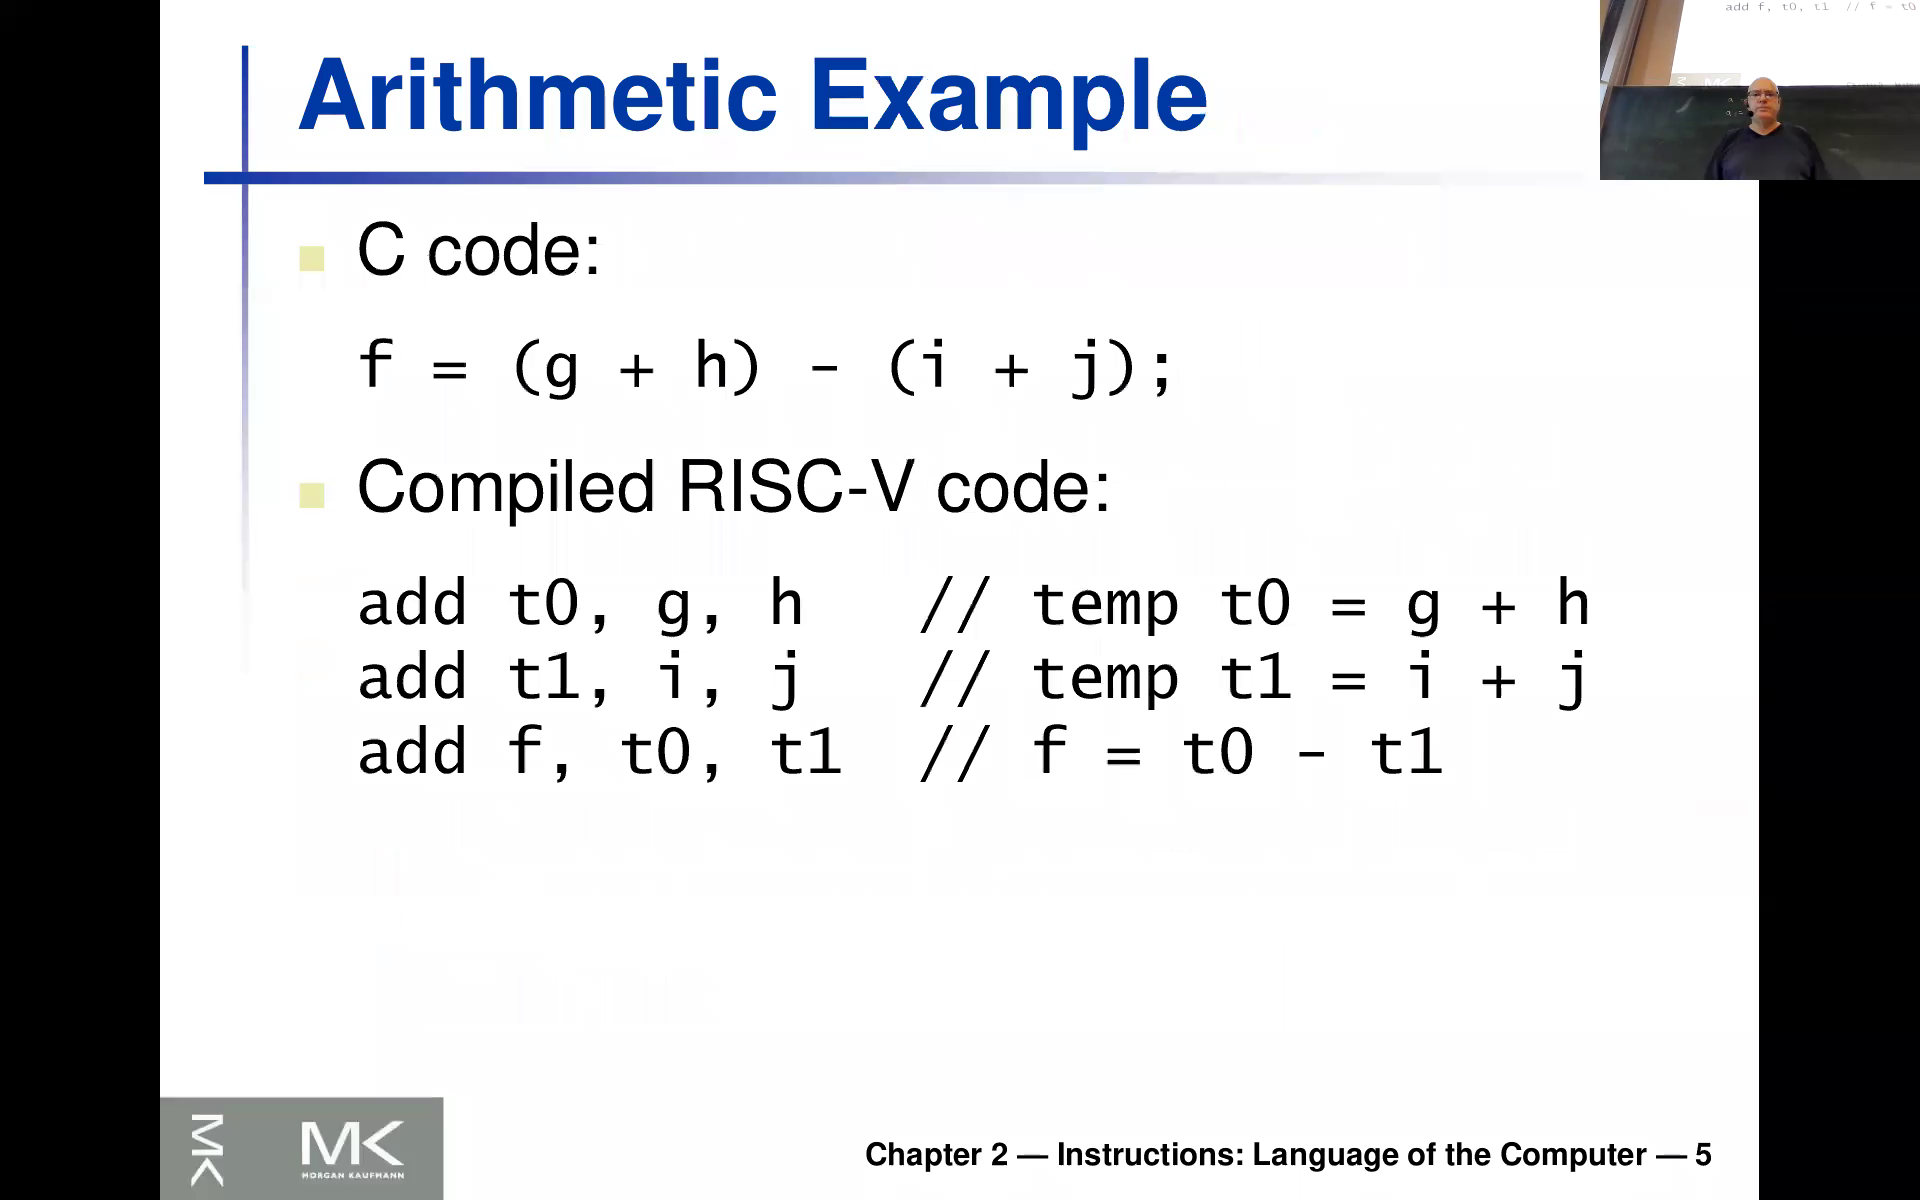 Arithmetic Example
C code:
f = (g + h) - (i + j);
Compiled RISC-V code:
add t0, g, h // temp t0 = g + h
add t1, i, j // temp t1 = i + j
add f, t0, t1 // f = t0 - t1
MK
MK
MORGAN KAUFMANN
Chapter 2 — Instructions: Language of the Computer — 5
add f, t0, t1 // f = t0